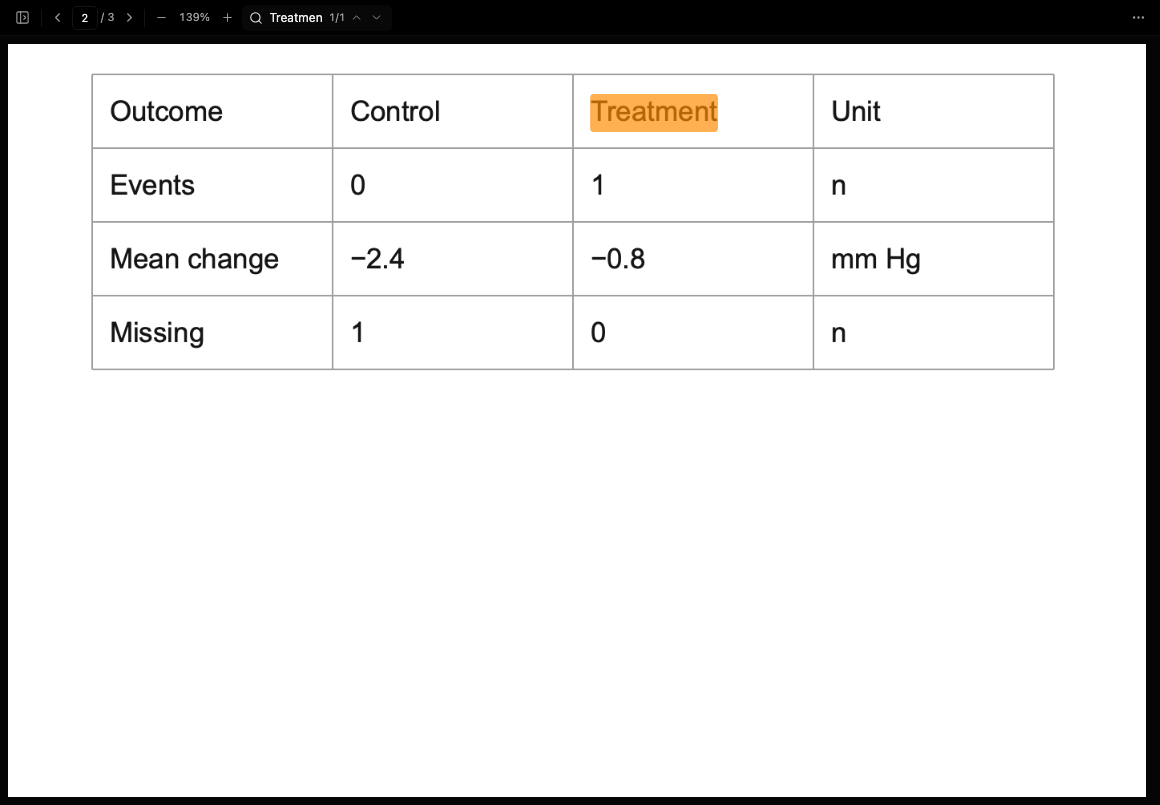 2 / 3 139% Treatmen 1/1
Outcome Control Treatment Unit
Events 0 1 n
Mean change −2.4 −0.8 mm Hg
Missing 1 0 n